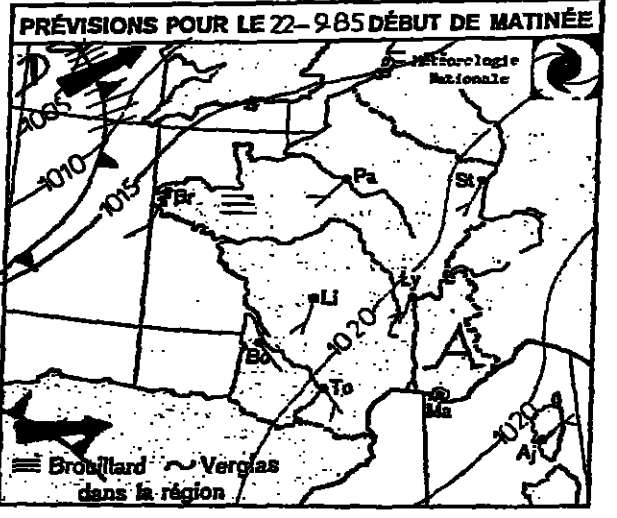 PRÉVISIONS POUR LE 22-9-85 DÉBUT DE MATINÉE
Météorologie
Nationale
D
1005
1010
1015
Br
Pa
St
Li
Ly
1020
A
Bo
To
Ma
1020
Aj
Brouillard Verglas
dans la région